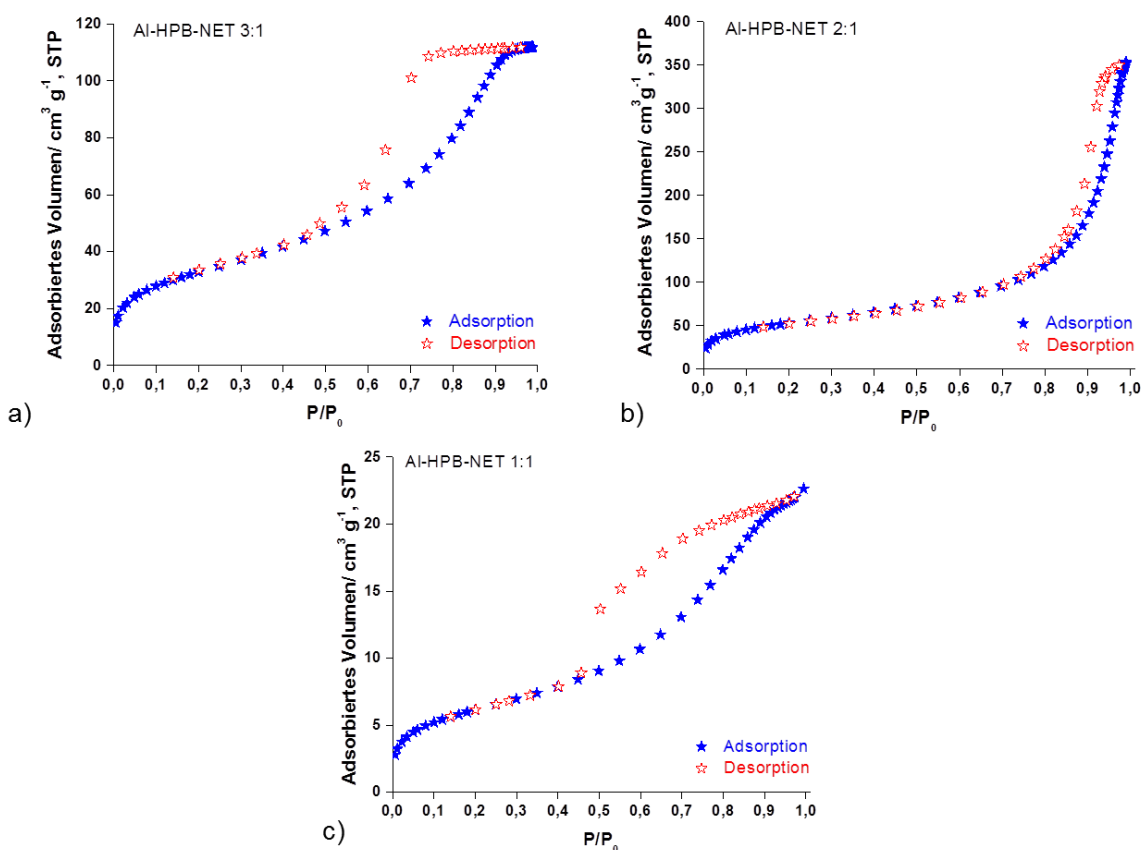 Al-HPB-NET 3:1
Adsorbiertes Volumen/ cm³ g⁻¹, STP
120
100
80
60
40
20
0
0,0 0,1 0,2 0,3 0,4 0,5 0,6 0,7 0,8 0,9 1,0
P/P₀
Adsorption
Desorption
a)
Al-HPB-NET 2:1
Adsorbiertes Volumen/ cm³ g⁻¹, STP
400
350
300
250
200
150
100
50
0
0,0 0,1 0,2 0,3 0,4 0,5 0,6 0,7 0,8 0,9 1,0
P/P₀
Adsorption
Desorption
b)
Al-HPB-NET 1:1
Adsorbiertes Volumen/ cm³ g⁻¹, STP
25
20
15
10
5
0
0,0 0,1 0,2 0,3 0,4 0,5 0,6 0,7 0,8 0,9 1,0
P/P₀
Adsorption
Desorption
c)